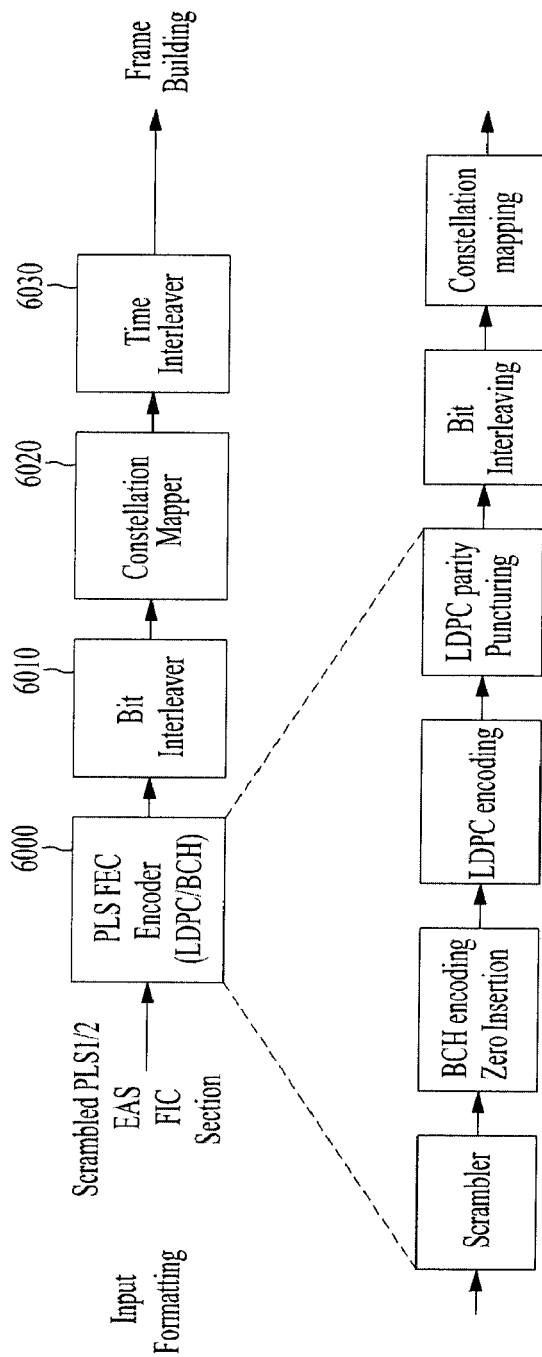 Input
Formatting
Scrambled PLS1/2
EAS
FIC
Section
6000
PLS FEC
Encoder
(LDPC/BCH)
6010
Bit
Interleaver
6020
Constellation
Mapper
6030
Time
Interleaver
Frame
Building
Scrambler
BCH encoding
Zero Insertion
LDPC encoding
LDPC parity
Puncturing
Bit
Interleaving
Constellation
mapping